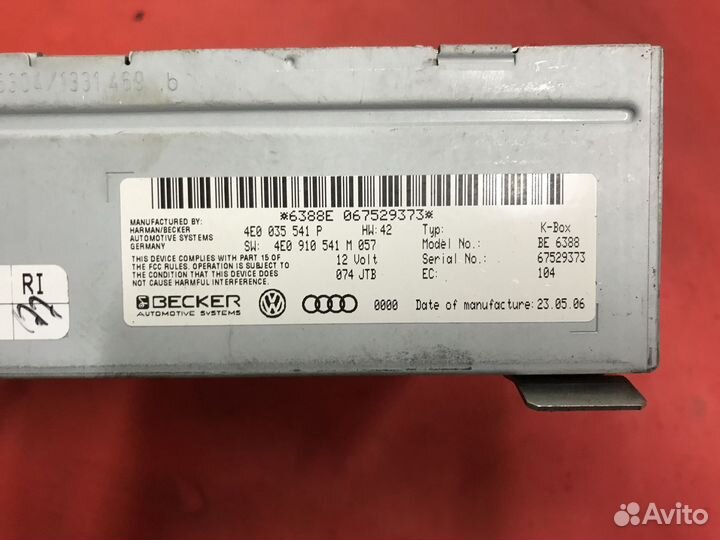 6304/1331 469 .b
*6388E 067529373*
MANUFACTURED BY:
HARMAN/BECKER
AUTOMOTIVE SYSTEMS
GERMANY
4E0 035 541 P HW: 42 Typ: K-Box
SW: 4E0 910 541 M 057 Model No.: BE 6388
12 Volt Serial No.: 67529373
074 JTB EC: 104
THIS DEVICE COMPLIES WITH PART 15 OF
THE FCC RULES. OPERATION IS SUBJECT TO
THE CONDITION THAT THIS DEVICE DOES
NOT CAUSE HARMFUL INTERFERENCE.
RI
BECKER
AUTOMOTIVE SYSTEMS
0000 Date of manufacture: 23.05.06
Avito